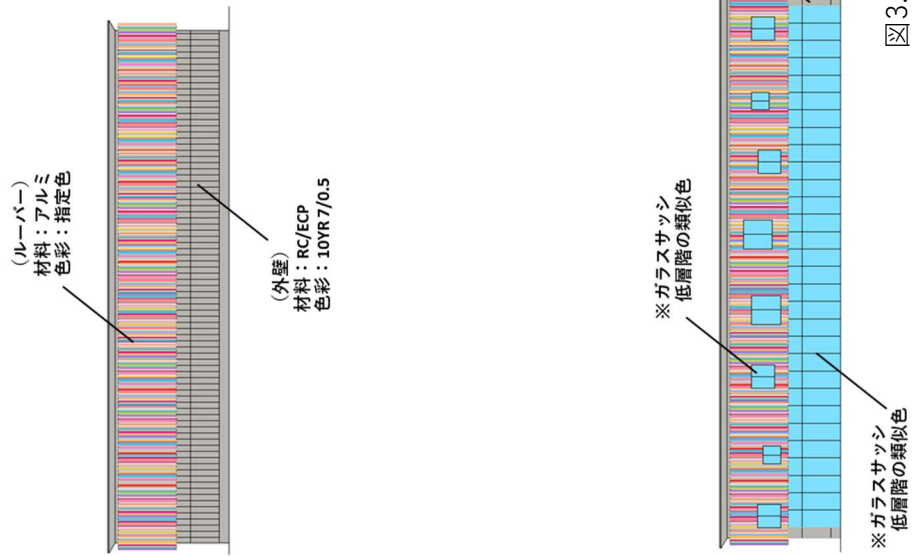 (ルーバー)
材料：アルミ
色彩：指定色
(外壁)
材料：RC/ECP
色彩：10YR 7/0.5
※ガラスサッシ
低層階の類似色
※ガラスサッシ
低層階の類似色
図3.